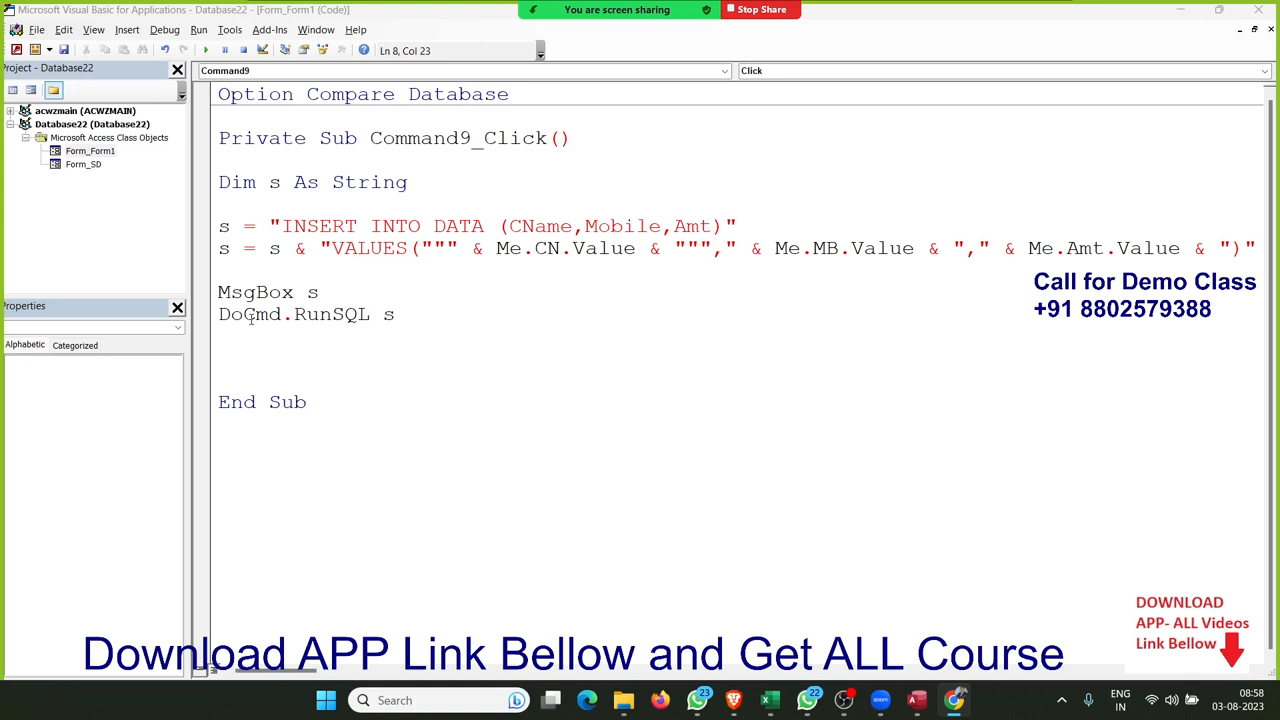 Microsoft Visual Basic for Applications - Database22 - [Form_Form1 (Code)]
You are screen sharing
Stop Share
File Edit View Insert Debug Run Tools Add-Ins Window Help
Ln 8, Col 23
Project - Database22
Command9
Click
acwzmain (ACWZMAIN)
Database22 (Database22)
Microsoft Access Class Objects
Form_Form1
Form_SD
Option Compare Database
Private Sub Command9_Click()
Dim s As String
s = "INSERT INTO DATA (CName,Mobile,Amt)"
s = s & "VALUES(""" & Me.CN.Value & """," & Me.MB.Value & "," & Me.Amt.Value & ")"
MsgBox s
DoCmd.RunSQL s
End Sub
Call for Demo Class
+91 8802579388
Properties
Alphabetic Categorized
DOWNLOAD
APP- ALL Videos
Link Bellow
Download APP Link Bellow and Get ALL Course
Search
23
22
zoom
ENG
IN
08:58
03-08-2023